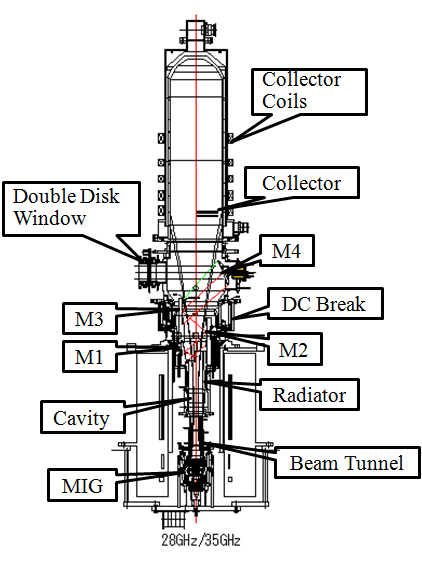 Collector
Coils
Collector
Double Disk
Window
M4
DC Break
M3
M1
M2
Radiator
Cavity
Beam Tunnel
MIG
28GHz/35GHz